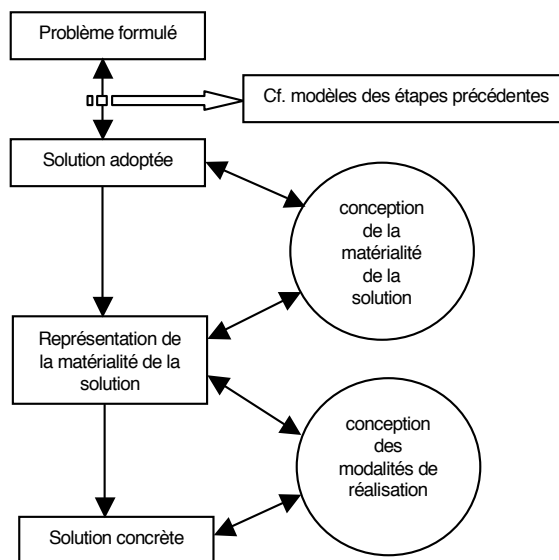 Problème formulé
Cf. modèles des étapes précédentes
Solution adoptée
conception
de la
matérialité
de la
solution
Représentation de
la matérialité de la
solution
conception
des
modalités de
réalisation
Solution concrète